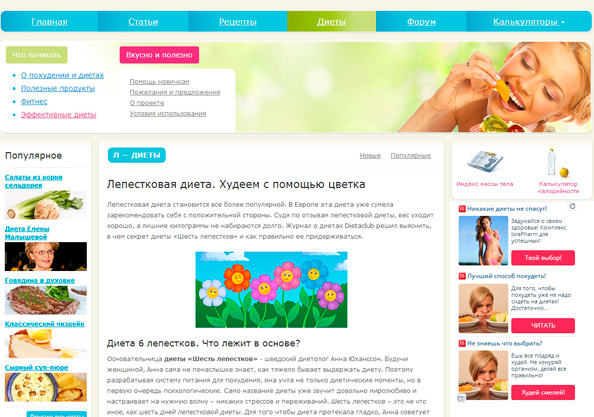 Главная
Статьи
Рецепты
Диеты
Форум
Калькуляторы
Что почитать
О похудении и диетах
Полезные продукты
Фитнес
Эффективные диеты
Вкусно и полезно
Помощь новичкам
Пожелания и предложения
О проекте
Условия использования
Популярное
Салаты из корня
сельдерея
Диета Елены
Малышевой
Говядина в духовке
Классический чизкейк
Сырный суп-пюре
Л — ДИЕТЫ
Новые
Популярные
Лепестковая диета. Худеем с помощью цветка
Лепестковая диета становится все более популярной. В Европе эта диета уже сумела
зарекомендовать себя с положительной стороны. Судя по отзывам лепестковой диеты, вес уходит
хорошо, а лишние килограммы не набираются долго. Журнал о диетах Dietaclub решил выяснить,
в чем секрет диеты «Шесть лепестков» и как правильно ее придерживаться.
Диета 6 лепестков. Что лежит в основе?
Основательница диеты «Шесть лепестков» - шведский диетолог Анна Юханссон. Будучи
женщиной, Анна сама не понаслышке знает, как тяжело бывает выдержать диету. Поэтому
разрабатывая систему питания для похудения, она учла не только диетические моменты, но в
первую очередь психологические. Само название диеты уже звучит довольно миролюбиво и
настраивает на нужную волну – никаких стрессов и переживаний. Шесть лепестков – это не что
иное, как шесть дней лепестковой диеты. Для того чтобы диета протекала гладко, Анна советует
Индекс массы тела
Калькулятор
калорийности
Никакие диеты не спасут!
Задумайся о своем
здоровье! Комплекс
IsraPharm для
успешных!
Твой выбор!
Лучший способ похудеть!
Для того, чтобы
похудеть уже не надо
сидеть на диетах!
Достаточно...
ЧИТАТЬ
Не знаешь что выбрать?
Ешь все подряд и
худей. Не изнуряй
организм, делай все
правильно!
Худей смелей!